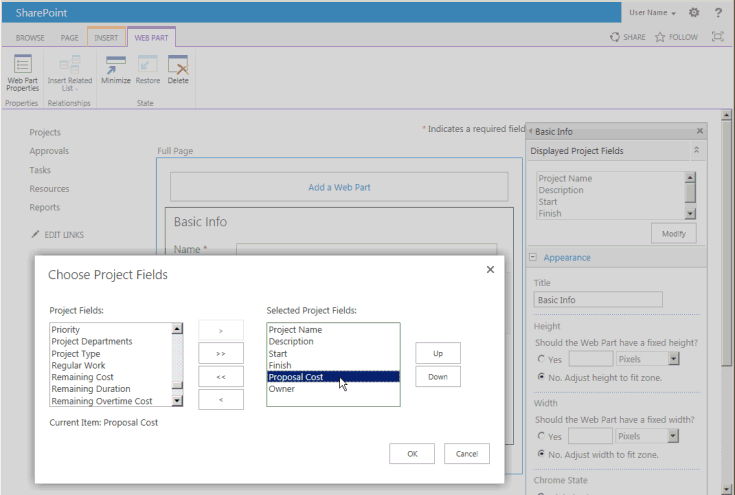 SharePoint
User Name
?
BROWSE PAGE INSERT WEB PART
SHARE FOLLOW
Web Part Properties
Insert Related List
Minimize
Restore
Delete
Properties Relationships State
Projects
Approvals
Tasks
Resources
Reports
EDIT LINKS
* Indicates a required field
Full Page
Add a Web Part
Basic Info
Name *
Basic Info
Displayed Project Fields
Project Name
Description
Start
Finish
Modify
Appearance
Title
Basic Info
Height
Should the Web Part have a fixed height?
Yes Pixels
No. Adjust height to fit zone.
Width
Should the Web Part have a fixed width?
Yes Pixels
No. Adjust width to fit zone.
Chrome State
Choose Project Fields
Project Fields:
Priority
Project Departments
Project Type
Regular Work
Remaining Cost
Remaining Duration
Remaining Overtime Cost
>
>>
<<
<
Selected Project Fields:
Project Name
Description
Start
Finish
Proposal Cost
Owner
Up
Down
Current Item: Proposal Cost
OK Cancel